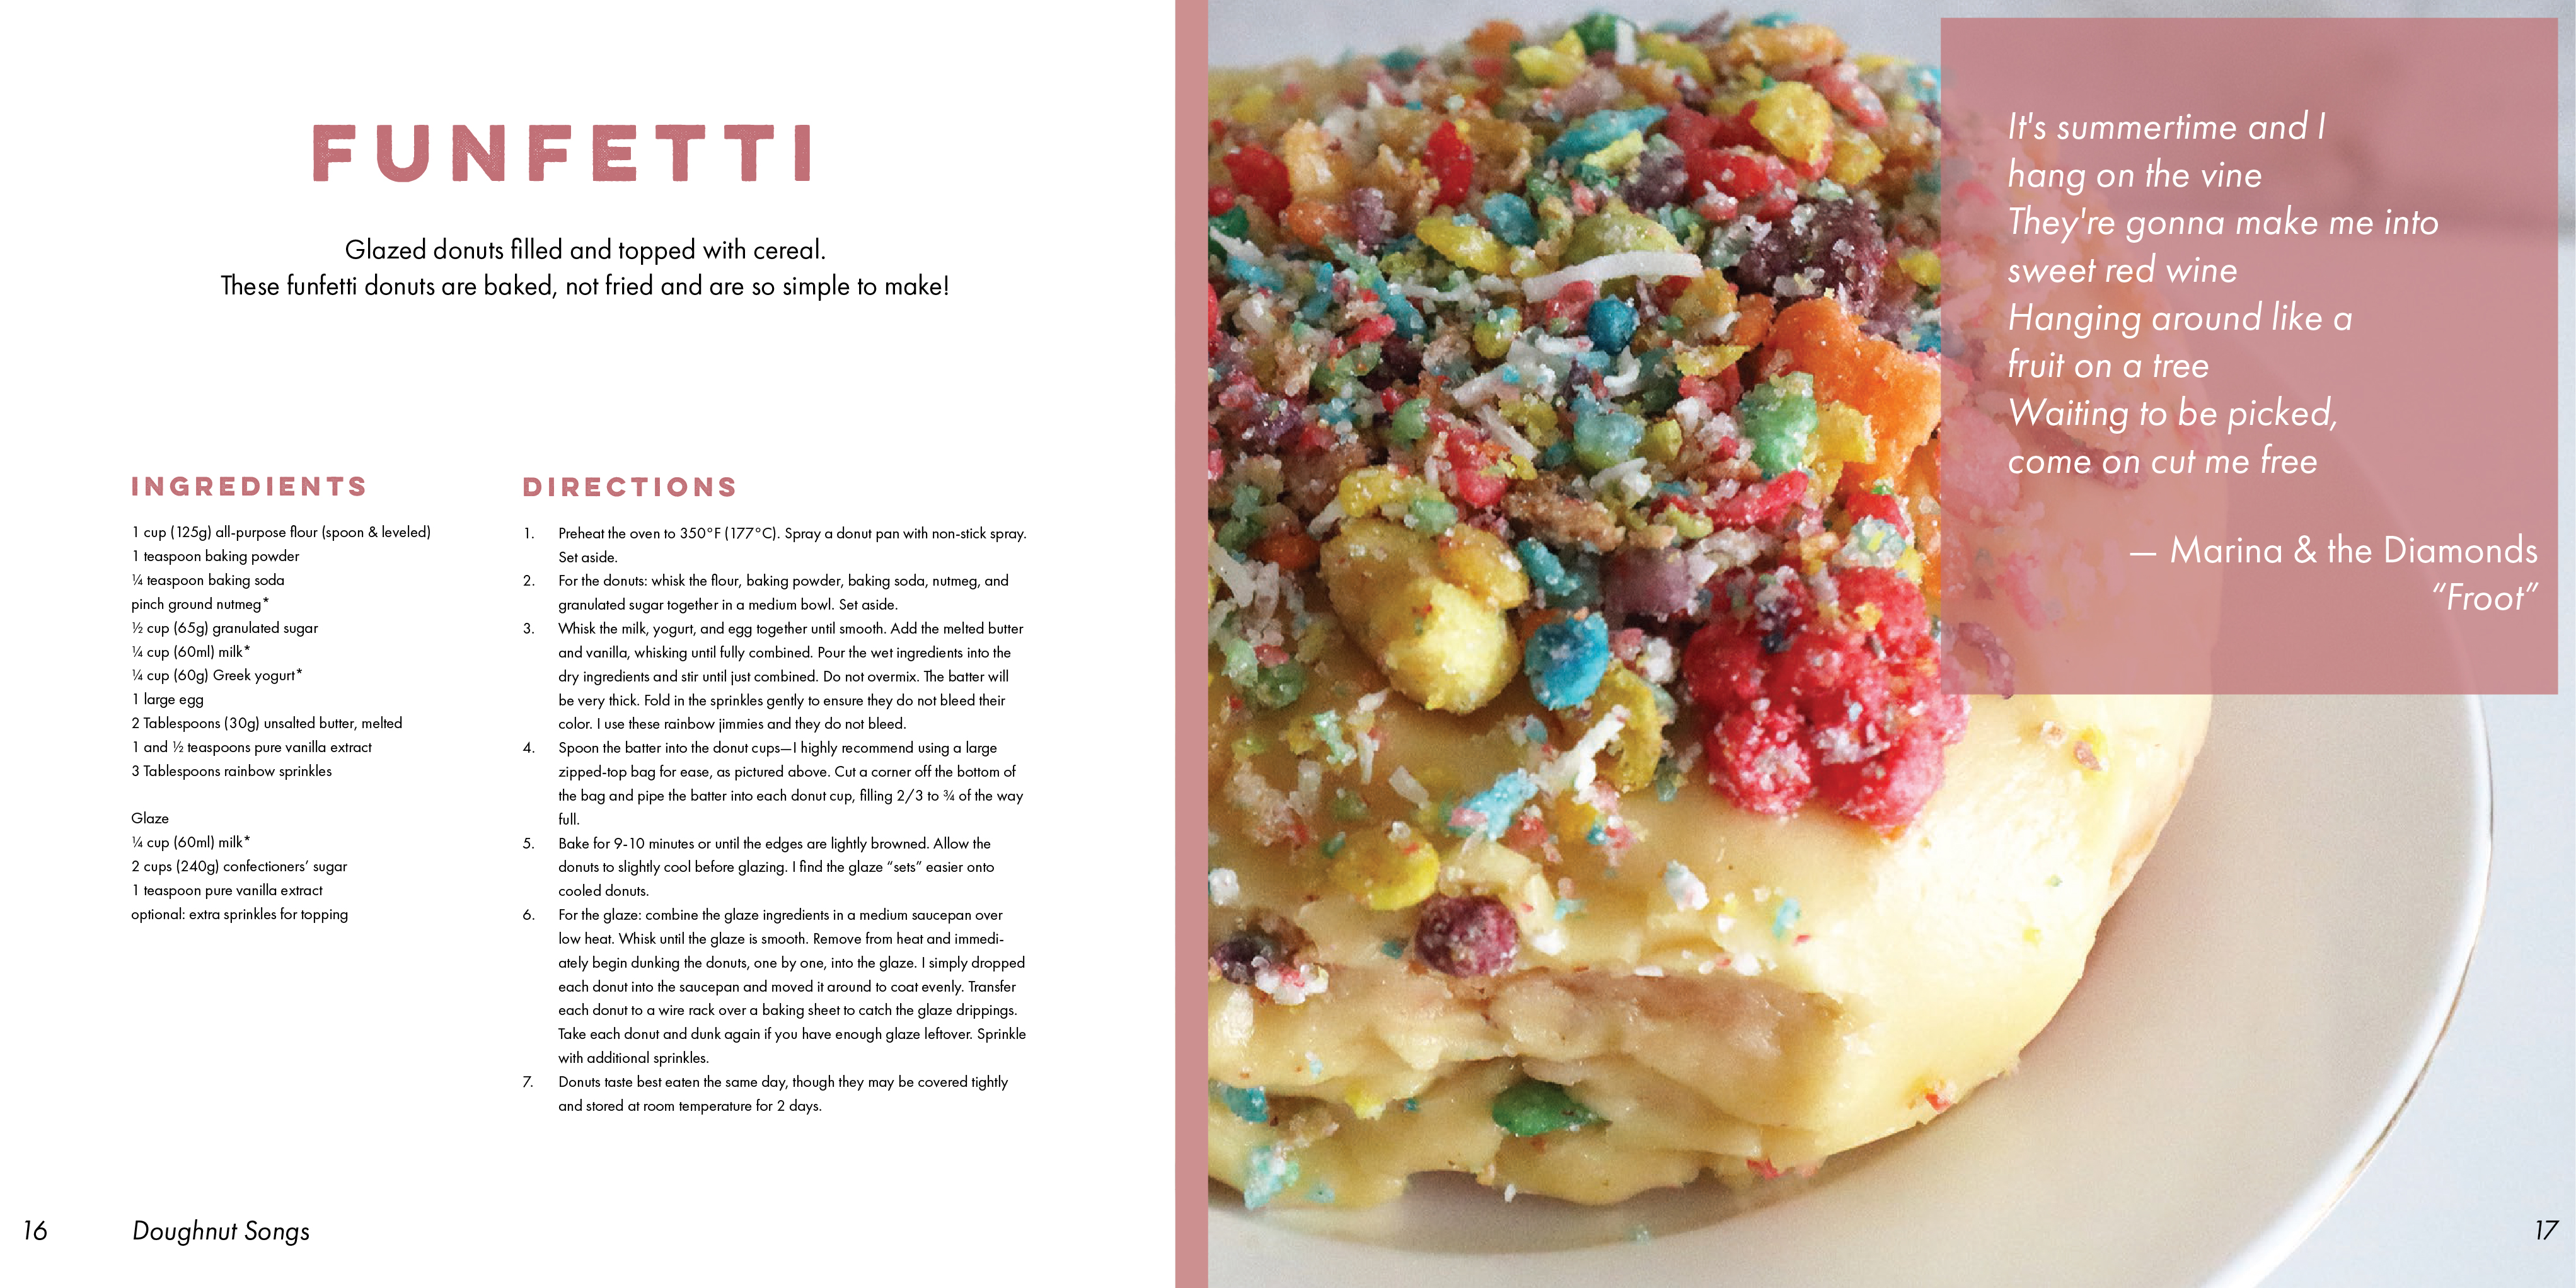 FUNFETTI
Glazed donuts filled and topped with cereal.
These funfetti donuts are baked, not fried and are so simple to make!
INGREDIENTS
1 cup (125g) all-purpose flour (spoon & leveled)
1 teaspoon baking powder
¼ teaspoon baking soda
pinch ground nutmeg*
½ cup (65g) granulated sugar
¼ cup (60ml) milk*
¼ cup (60g) Greek yogurt*
1 large egg
2 Tablespoons (30g) unsalted butter, melted
1 and ½ teaspoons pure vanilla extract
3 Tablespoons rainbow sprinkles
Glaze
¼ cup (60ml) milk*
2 cups (240g) confectioners’ sugar
1 teaspoon pure vanilla extract
optional: extra sprinkles for topping
DIRECTIONS
1. Preheat the oven to 350°F (177°C). Spray a donut pan with non-stick spray.
Set aside.
2. For the donuts: whisk the flour, baking powder, baking soda, nutmeg, and
granulated sugar together in a medium bowl. Set aside.
3. Whisk the milk, yogurt, and egg together until smooth. Add the melted butter
and vanilla, whisking until fully combined. Pour the wet ingredients into the
dry ingredients and stir until just combined. Do not overmix. The batter will
be very thick. Fold in the sprinkles gently to ensure they do not bleed their
color. I use these rainbow jimmies and they do not bleed.
4. Spoon the batter into the donut cups—I highly recommend using a large
zipped-top bag for ease, as pictured above. Cut a corner off the bottom of
the bag and pipe the batter into each donut cup, filling 2/3 to ¾ of the way
full.
5. Bake for 9-10 minutes or until the edges are lightly browned. Allow the
donuts to slightly cool before glazing. I find the glaze “sets” easier onto
cooled donuts.
6. For the glaze: combine the glaze ingredients in a medium saucepan over
low heat. Whisk until the glaze is smooth. Remove from heat and immedi-
ately begin dunking the donuts, one by one, into the glaze. I simply dropped
each donut into the saucepan and moved it around to coat evenly. Transfer
each donut to a wire rack over a baking sheet to catch the glaze drippings.
Take each donut and dunk again if you have enough glaze leftover. Sprinkle
with additional sprinkles.
7. Donuts taste best eaten the same day, though they may be covered tightly
and stored at room temperature for 2 days.
16 Doughnut Songs
It's summertime and I
hang on the vine
They're gonna make me into
sweet red wine
Hanging around like a
fruit on a tree
Waiting to be picked,
come on cut me free
— Marina & the Diamonds
“Froot”
17